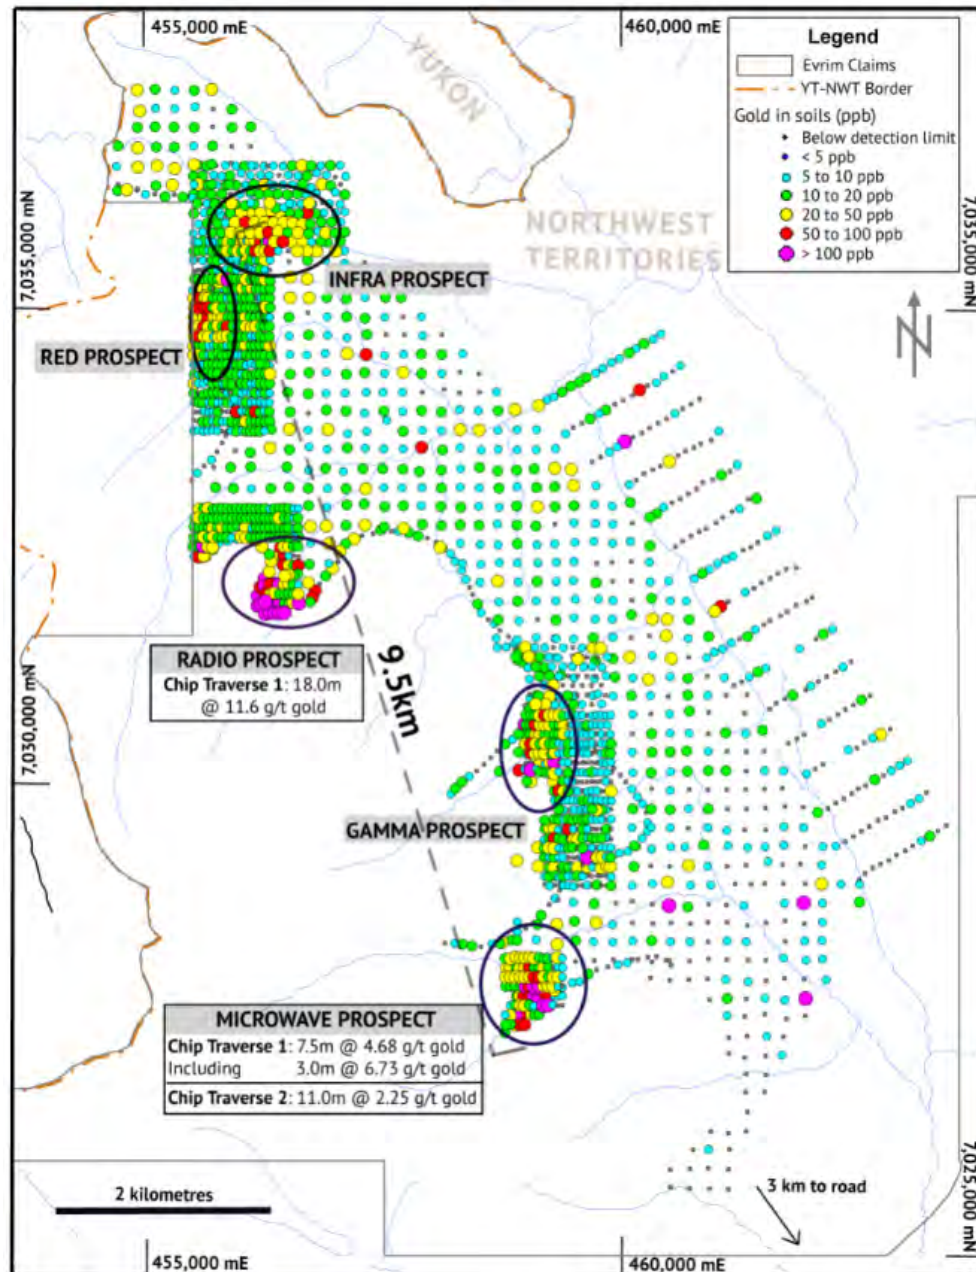 455,000 mE
460,000 mE
YUKON
Legend
Evrim Claims
YT-NWT Border
Gold in soils (ppb)
Below detection limit
< 5 ppb
5 to 10 ppb
10 to 20 ppb
20 to 50 ppb
50 to 100 ppb
> 100 ppb
7,035,000 mN
7,035,000 mN
NORTHWEST
TERRITORIES
INFRA PROSPECT
N
RED PROSPECT
RADIO PROSPECT
Chip Traverse 1: 18.0m
@ 11.6 g/t gold
9.5km
7,030,000 mN
GAMMA PROSPECT
MICROWAVE PROSPECT
Chip Traverse 1: 7.5m @ 4.68 g/t gold
Including 3.0m @ 6.73 g/t gold
Chip Traverse 2: 11.0m @ 2.25 g/t gold
2 kilometres
3 km to road
7,025,000 mN
455,000 mE
460,000 mE